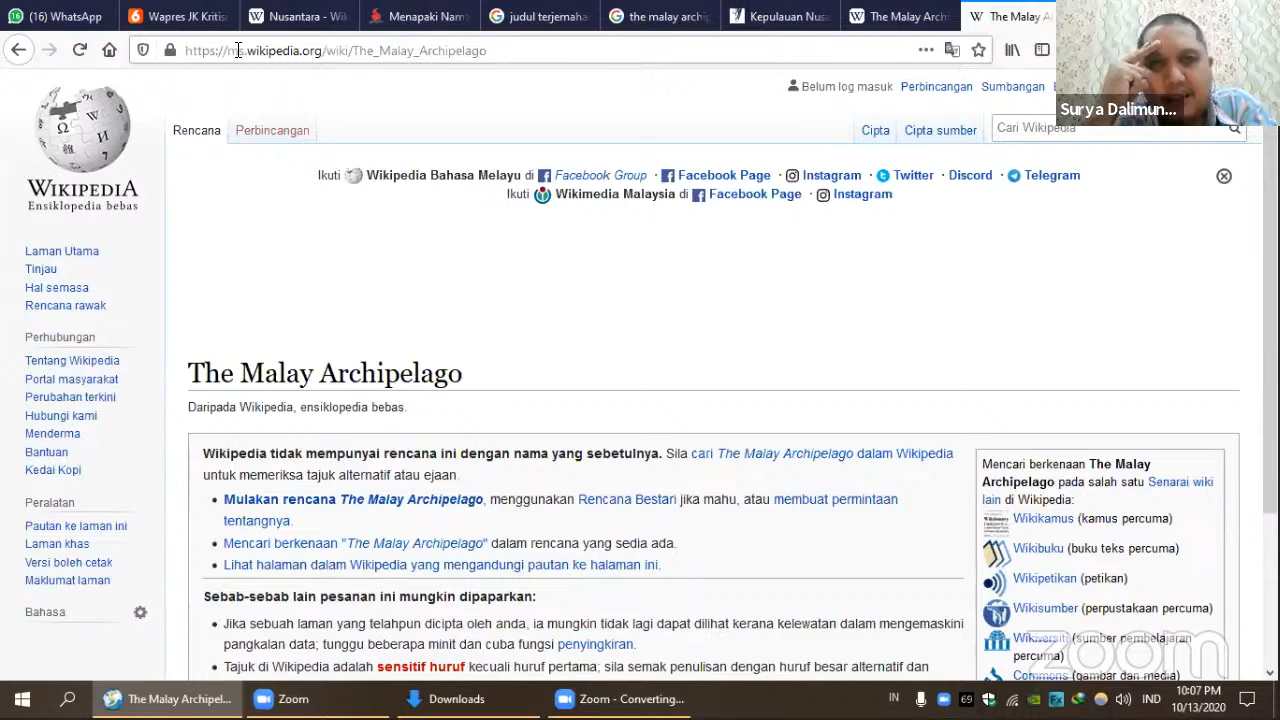 (16) WhatsApp
Wapres JK Kritis
Nusantara - Wik
Menapaki Nam
judul terjemaha
the malay archip
Kepulauan Nusa
The Malay Arch
The Malay A
https://ms.wikipedia.org/wiki/The_Malay_Archipelago
Surya Dalimun...
Belum log masuk Perbincangan Sumbangan
WIKIPEDIA
Ensiklopedia bebas
Rencana Perbincangan
Cipta Cipta sumber
Cari Wikipedia
Ikuti Wikipedia Bahasa Melayu di Facebook Group · Facebook Page · Instagram · Twitter · Discord · Telegram
Ikuti Wikimedia Malaysia di Facebook Page · Instagram
Laman Utama
Tinjau
Hal semasa
Rencana rawak
Perhubungan
Tentang Wikipedia
Portal masyarakat
Perubahan terkini
Hubungi kami
Menderma
Bantuan
Kedai Kopi
Peralatan
Pautan ke laman ini
Laman khas
Versi boleh cetak
Maklumat laman
Bahasa
The Malay Archipelago
Daripada Wikipedia, ensiklopedia bebas.
Wikipedia tidak mempunyai rencana ini dengan nama yang sebetulnya. Sila cari The Malay Archipelago dalam Wikipedia
untuk memeriksa tajuk alternatif atau ejaan.
• Mulakan rencana The Malay Archipelago, menggunakan Rencana Bestari jika mahu, atau membuat permintaan
tentangnya.
• Mencari berkenaan "The Malay Archipelago" dalam rencana yang sedia ada.
• Lihat halaman dalam Wikipedia yang mengandungi pautan ke halaman ini.
Sebab-sebab lain pesanan ini mungkin dipaparkan:
• Jika sebuah laman yang telahpun dicipta oleh anda, ia mungkin tidak lagi dapat dilihat kerana kelewatan dalam mengemaskini
pangkalan data; tunggu beberapa minit dan cuba fungsi penyingkiran.
• Tajuk di Wikipedia adalah sensitif huruf kecuali huruf pertama; sila semak penulisan dengan huruf besar alternatif dan
Mencari berkenaan The Malay
Archipelago pada salah satu Senarai wiki
lain di Wikipedia:
Wikikamus (kamus percuma)
Wikibuku (buku teks percuma)
Wikipetikan (petikan)
Wikisumber (perpustakaan percuma)
Wikiversiti (sumber pembelajaran
percuma)
Commons (gambar dan media)
zoom
The Malay Archipel...
Zoom
Downloads
Zoom - Converting...
IN
69
IND
10:07 PM
10/13/2020